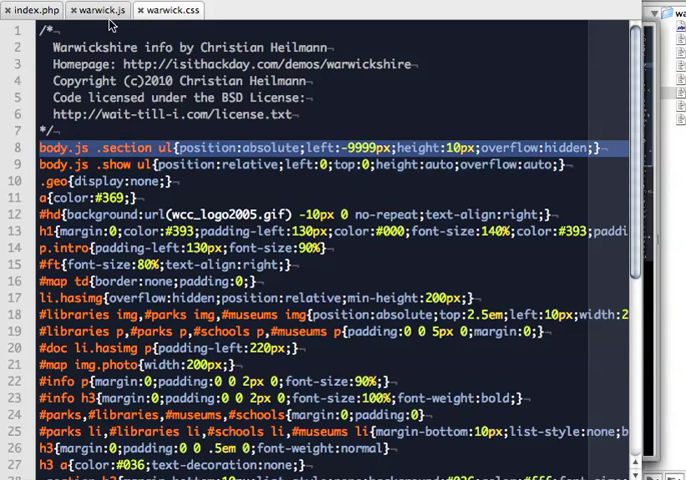 index.php warwick.js warwick.css
1 /*
2 Warwickshire info by Christian Heilmann
3 Homepage: http://isithackday.com/demos/warwickshire
4 Copyright (c)2010 Christian Heilmann
5 Code licensed under the BSD License:
6 http://wait-till-i.com/license.txt
7 */
8 body.js .section ul{position:absolute;left:-9999px;height:10px;overflow:hidden;}
9 body.js .show ul{position:relative;left:0;top:0;height:auto;overflow:auto;}
10 .geo{display:none;}
11 a{color:#369;}
12 #hd{background:url(wcc_logo2005.gif) -10px 0 no-repeat;text-align:right;}
13 h1{margin:0;color:#393;padding-left:130px;color:#000;font-size:140%;color:#393;paddi
14 p.intro{padding-left:130px;font-size:90%}
15 #ft{font-size:80%;text-align:right;}
16 #map td{border:none;padding:0;}
17 li.hasimg{overflow:hidden;position:relative;min-height:200px;}
18 #libraries img,#parks img,#museums img{position:absolute;top:2.5em;left:10px;width:2
19 #libraries p,#parks p,#schools p,#museums p{padding:0 0 5px 0;margin:0;}
20 #doc li.hasimg p{padding-left:220px;}
21 #map img.photo{width:200px;}
22 #info p{margin:0;padding:0 0 2px 0;font-size:90%;}
23 #info h3{margin:0;padding:0 0 2px 0;font-size:100%;font-weight:bold;}
24 #parks,#libraries,#museums,#schools{margin:0;padding:0}
25 #parks li,#libraries li,#schools li,#museums li{margin-bottom:10px;list-style:none;b
26 h3{margin:0;padding:0 0 .5em 0;font-weight:normal}
27 h3 a{color:#036;text-decoration:none;}